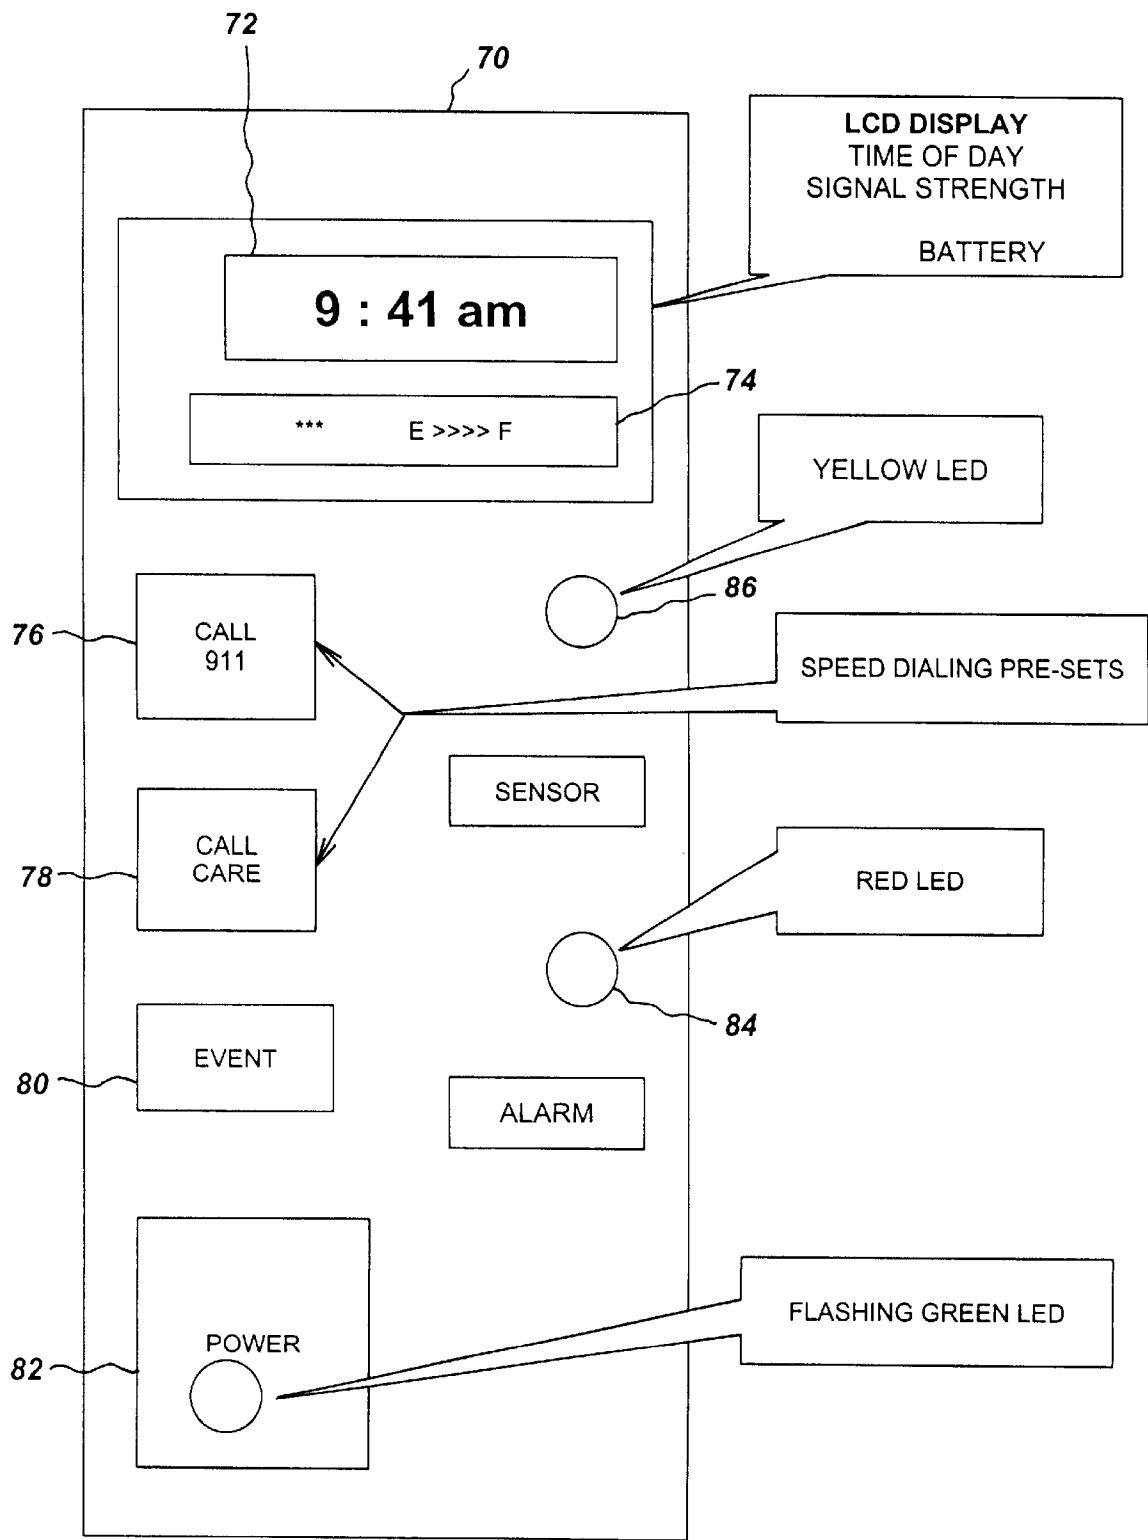 72
70
LCD DISPLAY
TIME OF DAY
SIGNAL STRENGTH
BATTERY
9 : 41 am
74
*** E >>>> F
YELLOW LED
86
76
CALL
911
SPEED DIALING PRE-SETS
SENSOR
78
CALL
CARE
RED LED
84
80
EVENT
ALARM
FLASHING GREEN LED
82
POWER